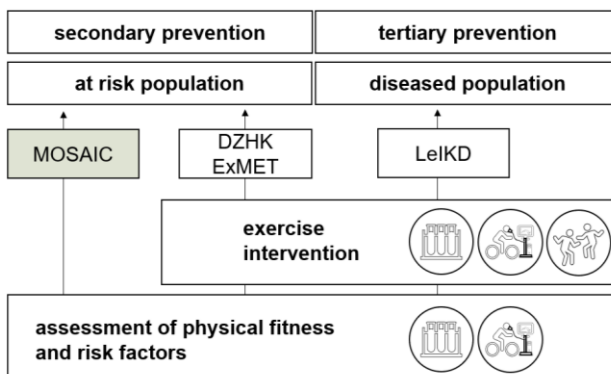 secondary prevention
tertiary prevention
at risk population
diseased population
MOSAIC
DZHK
ExMET
LeIKD
exercise
intervention
assessment of physical fitness
and risk factors